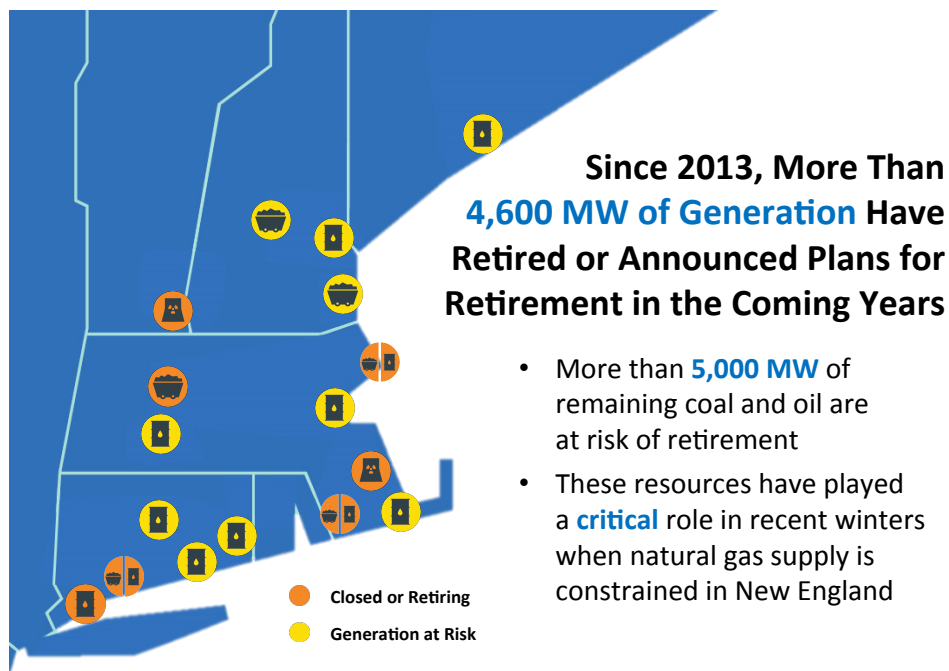 Since 2013, More Than
4,600 MW of Generation Have
Retired or Announced Plans for
Retirement in the Coming Years
• More than 5,000 MW of
remaining coal and oil are
at risk of retirement
• These resources have played
a critical role in recent winters
when natural gas supply is
constrained in New England
Closed or Retiring
Generation at Risk